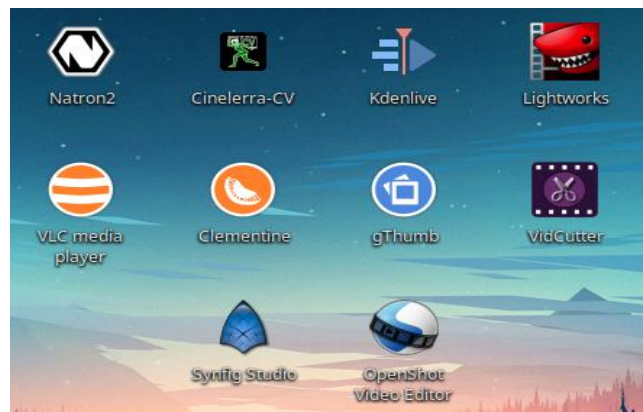 Natron2
Cinelerra-CV
Kdenlive
Lightworks
VLC media
player
Clementine
gThumb
VidCutter
Synfig Studio
OpenShot
Video Editor